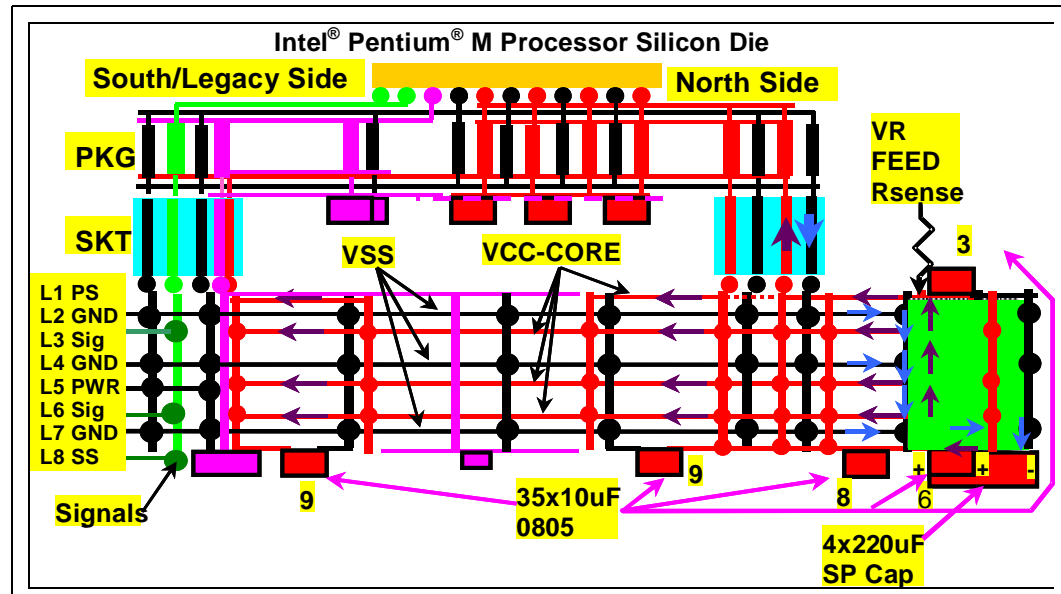 Intel® Pentium® M Processor Silicon Die
South/Legacy Side
North Side
PKG
VR
FEED
Rsense
SKT
VSS
VCC-CORE
3
L1 PS
L2 GND
L3 Sig
L4 GND
L5 PWR
L6 Sig
L7 GND
L8 SS
+
+
-
9
9
8
6
Signals
35x10uF
0805
4x220uF
SP Cap